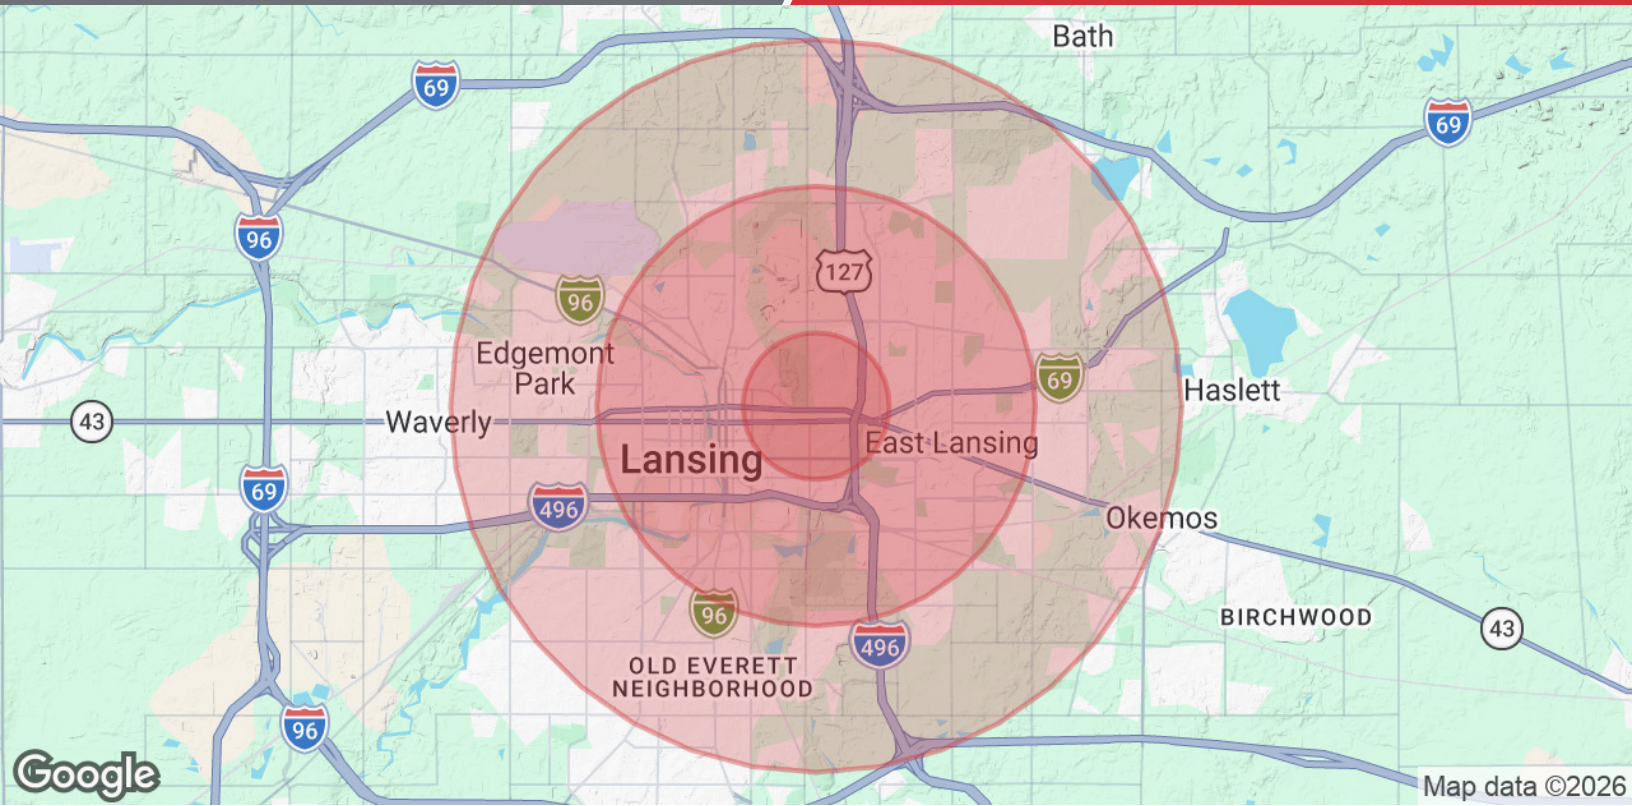 Bath
69
69
96
127
96
Edgemont
Park
69
Haslett
43
Waverly
East Lansing
Lansing
69
496
Okemos
96
BIRCHWOOD
43
496
OLD EVERETT
NEIGHBORHOOD
96
Google
Map data ©2026